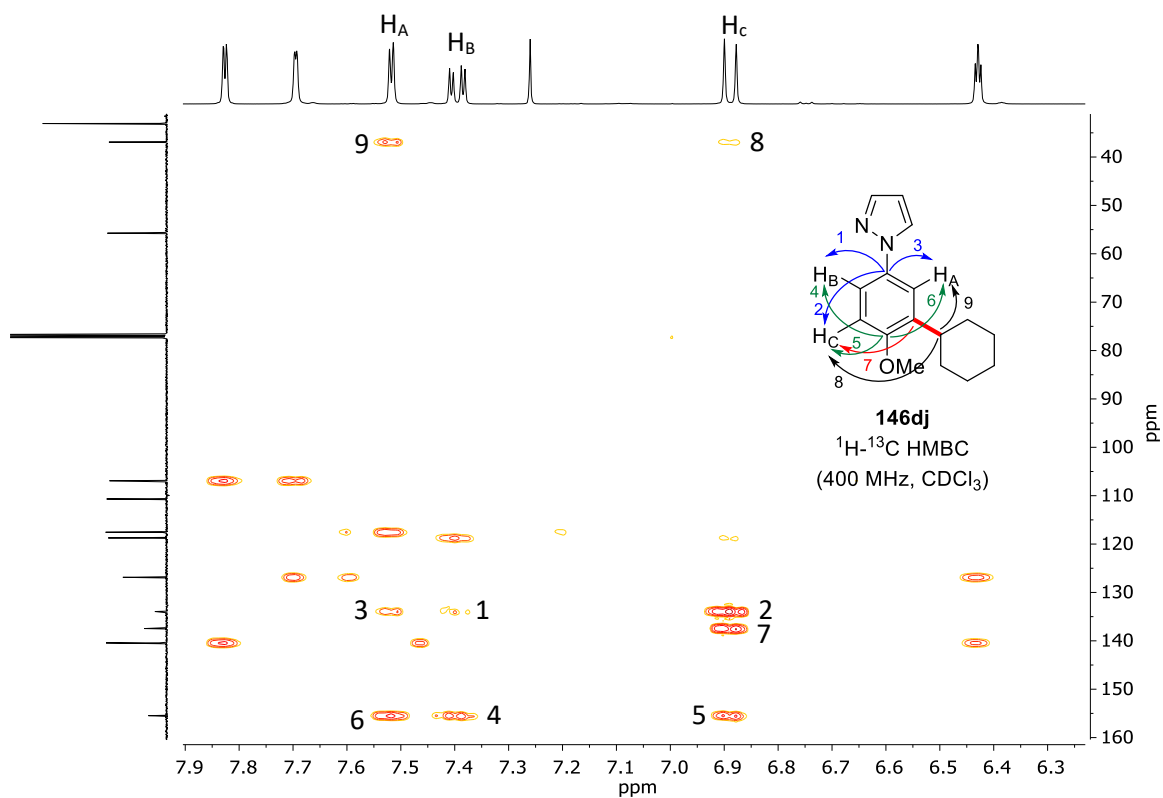 H_A
H_B
H_c
9
8
3
1
2
7
6
4
5
40
50
60
70
80
90
100
110
120
130
140
150
160
ppm
7.9 7.8 7.7 7.6 7.5 7.4 7.3 7.2 7.1 7.0 6.9 6.8 6.7 6.6 6.5 6.4 6.3
ppm
N
N
1
3
H_B
H_A
4
6
9
2
H_C
5
7
OMe
8
146dj
¹H-¹³C HMBC
(400 MHz, CDCl₃)